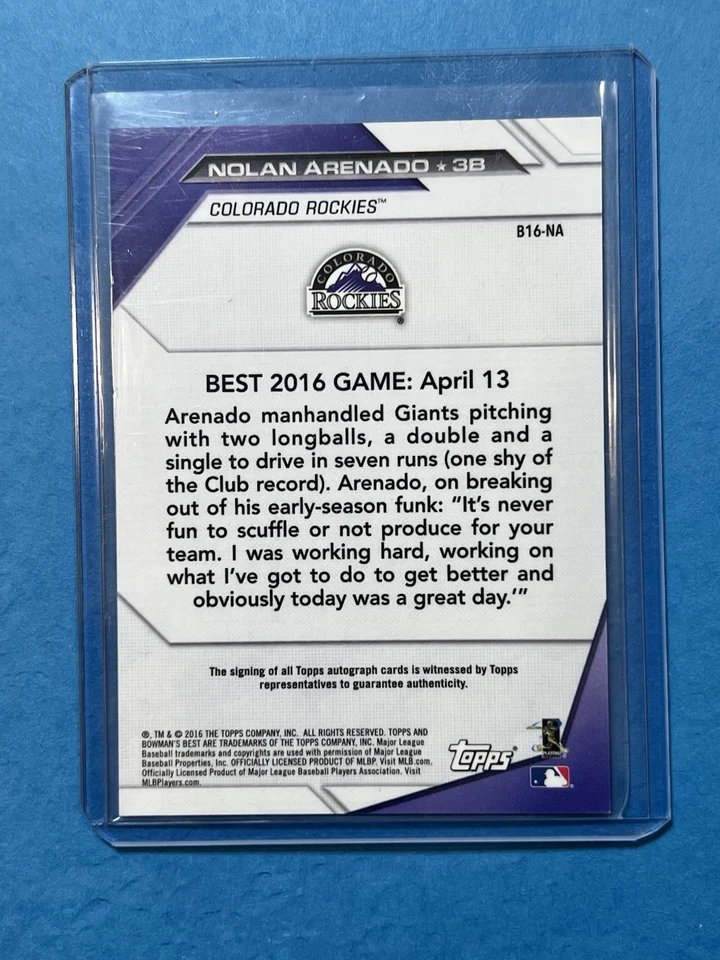 NOLAN ARENADO ★ 3B
COLORADO ROCKIES™
B16-NA
COLORADO
ROCKIES
®
BEST 2016 GAME: April 13
Arenado manhandled Giants pitching
with two longballs, a double and a
single to drive in seven runs (one shy of
the Club record). Arenado, on breaking
out of his early-season funk: “It’s never
fun to scuffle or not produce for your
team. I was working hard, working on
what I’ve got to do to get better and
obviously today was a great day.’”
The signing of all Topps autograph cards is witnessed by Topps
representatives to guarantee authenticity.
®, TM & © 2016 THE TOPPS COMPANY, INC. ALL RIGHTS RESERVED. TOPPS AND
BOWMAN'S BEST ARE TRADEMARKS OF THE TOPPS COMPANY, INC. Major League
Baseball trademarks and copyrights are used with permission of Major League
Baseball Properties, Inc. OFFICIALLY LICENSED PRODUCT OF MLBP. Visit MLB.com.
Officially Licensed Product of Major League Baseball Players Association. Visit
MLBPlayers.com.
topps®